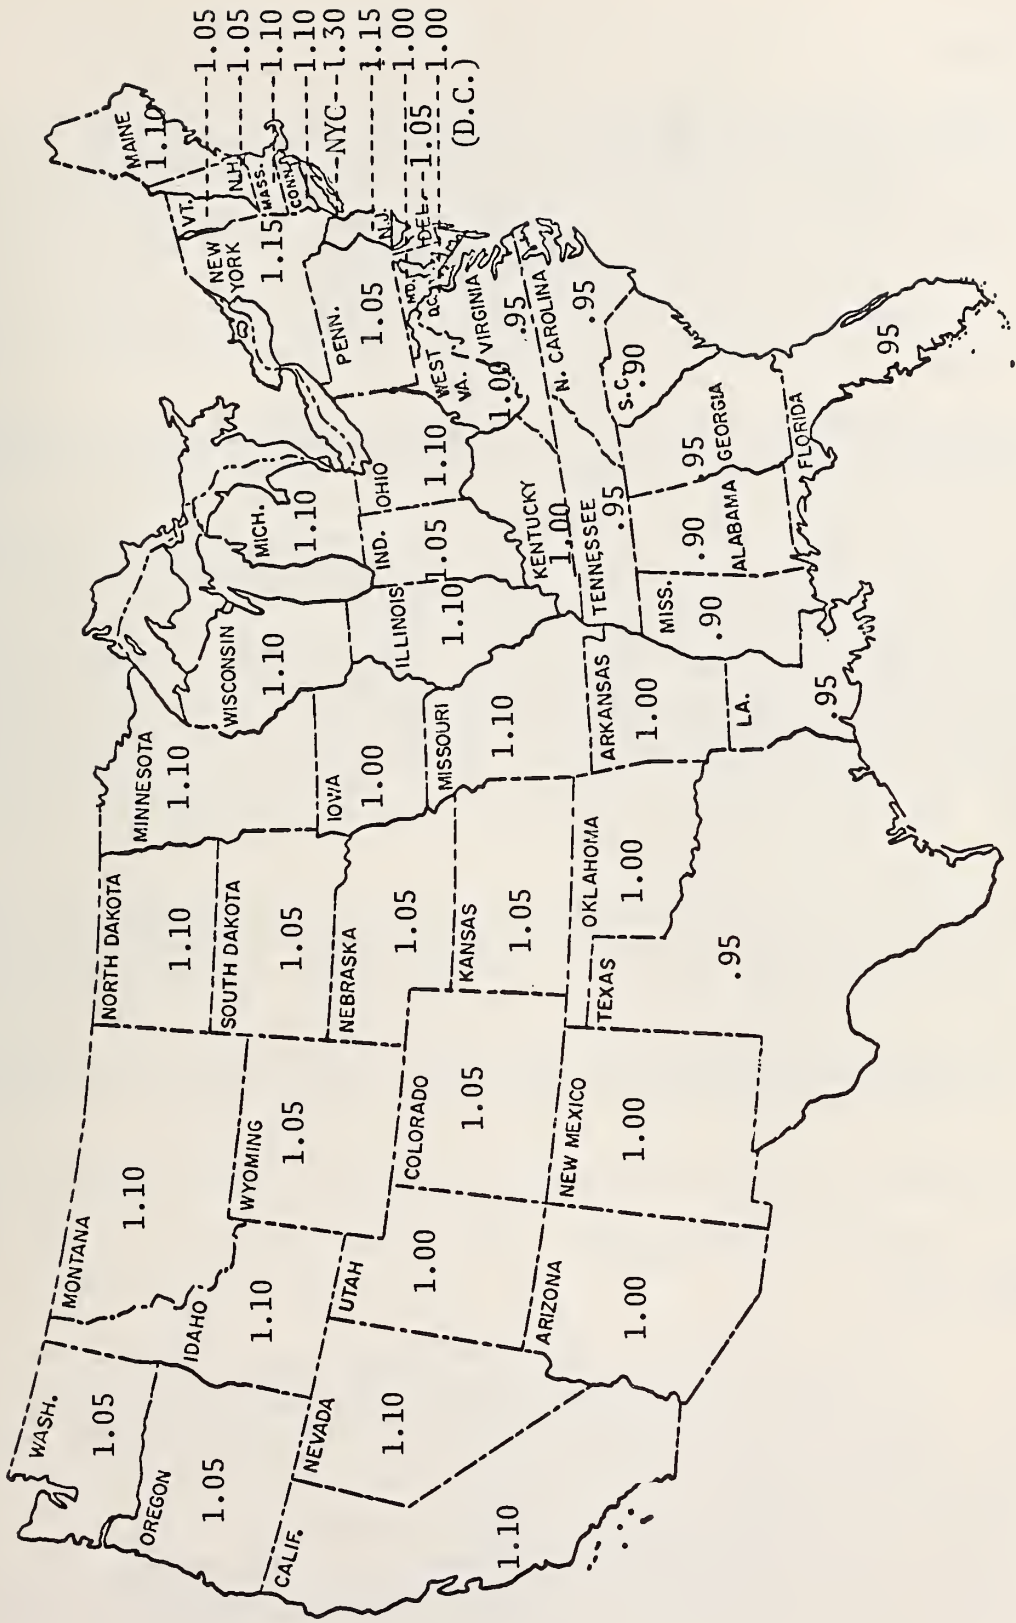 WASH.
1.05
OREGON
1.05
CALIF.
1.10
NEVADA
1.10
IDAHO
1.10
MONTANA
1.10
WYOMING
1.05
UTAH
1.00
ARIZONA
1.00
COLORADO
1.05
NEW MEXICO
1.00
NORTH DAKOTA
1.10
SOUTH DAKOTA
1.05
NEBRASKA
1.05
KANSAS
1.05
OKLAHOMA
1.00
TEXAS
.95
MINNESOTA
1.10
IOWA
1.00
MISSOURI
1.10
ARKANSAS
1.00
LA.
.95
WISCONSIN
1.10
ILLINOIS
1.10
MICH.
1.10
IND.
1.05
OHIO
1.10
KENTUCKY
1.00
TENNESSEE
.95
MISS.
.90
ALABAMA
.90
GEORGIA
.95
FLORIDA
.95
S.C.
.90
N. CAROLINA
.95
VIRGINIA
.95
WEST
VA.
1.00
PENN.
1.05
NEW
YORK
1.15
MAINE
1.10
VT.
1.05
N.H.
1.05
MASS.
1.10
CONN.
1.10
NYC 1.30
N.J.
1.15
MD.
1.00
DEL. 1.05
D.C.
1.00
(D.C.)